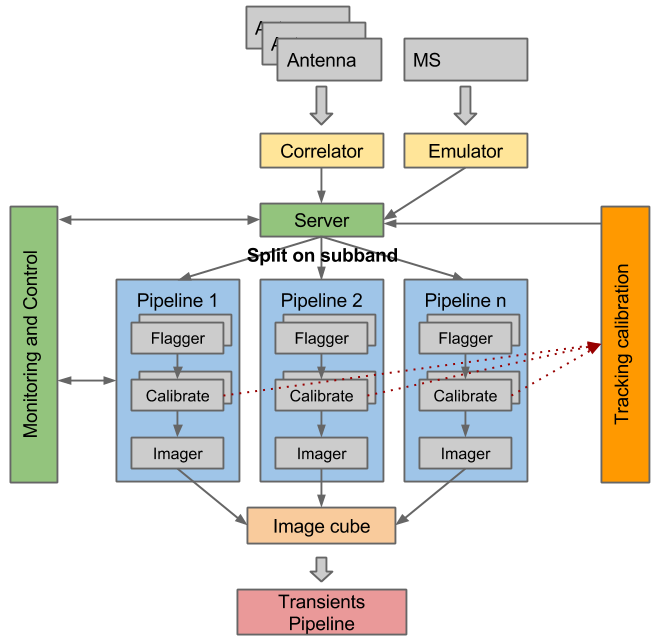 A
A
Antenna
MS
Correlator
Emulator
Server
Split on subband
Monitoring and Control
Tracking calibration
Pipeline 1
Flagger
Calibrate
Imager
Pipeline 2
Flagger
Calibrate
Imager
Pipeline n
Flagger
Calibrate
Imager
Image cube
Transients
Pipeline